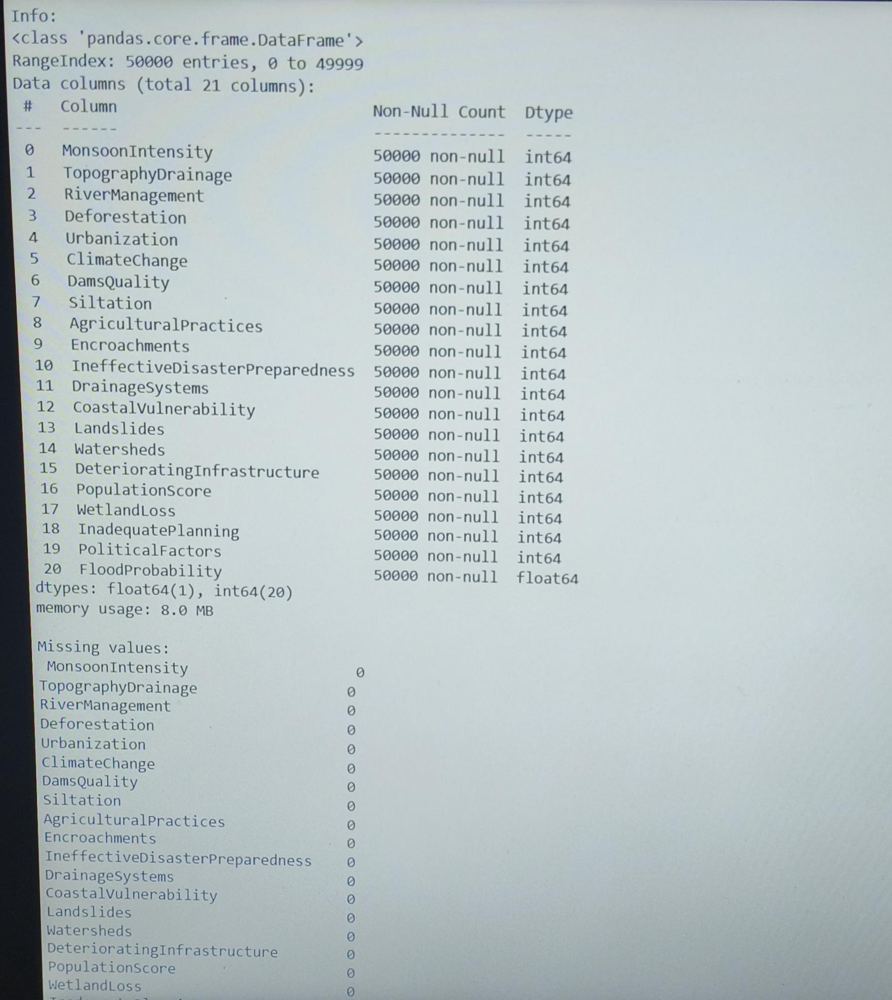 Info:
<class 'pandas.core.frame.DataFrame'>
RangeIndex: 50000 entries, 0 to 49999
Data columns (total 21 columns):
 #   Column                           Non-Null Count  Dtype
---  ------                           --------------  -----
 0   MonsoonIntensity                 50000 non-null  int64
 1   TopographyDrainage               50000 non-null  int64
 2   RiverManagement                  50000 non-null  int64
 3   Deforestation                    50000 non-null  int64
 4   Urbanization                     50000 non-null  int64
 5   ClimateChange                    50000 non-null  int64
 6   DamsQuality                      50000 non-null  int64
 7   Siltation                        50000 non-null  int64
 8   AgriculturalPractices            50000 non-null  int64
 9   Encroachments                    50000 non-null  int64
 10  IneffectiveDisasterPreparedness  50000 non-null  int64
 11  DrainageSystems                  50000 non-null  int64
 12  CoastalVulnerability             50000 non-null  int64
 13  Landslides                       50000 non-null  int64
 14  Watersheds                       50000 non-null  int64
 15  DeterioratingInfrastructure      50000 non-null  int64
 16  PopulationScore                  50000 non-null  int64
 17  WetlandLoss                      50000 non-null  int64
 18  InadequatePlanning               50000 non-null  int64
 19  PoliticalFactors                 50000 non-null  int64
 20  FloodProbability                 50000 non-null  float64
dtypes: float64(1), int64(20)
memory usage: 8.0 MB

Missing values:
 MonsoonIntensity                   0
TopographyDrainage                 0
RiverManagement                    0
Deforestation                      0
Urbanization                       0
ClimateChange                      0
DamsQuality                        0
Siltation                          0
AgriculturalPractices              0
Encroachments                      0
IneffectiveDisasterPreparedness    0
DrainageSystems                    0
CoastalVulnerability               0
Landslides                         0
Watersheds                         0
DeterioratingInfrastructure        0
PopulationScore                    0
WetlandLoss                        0